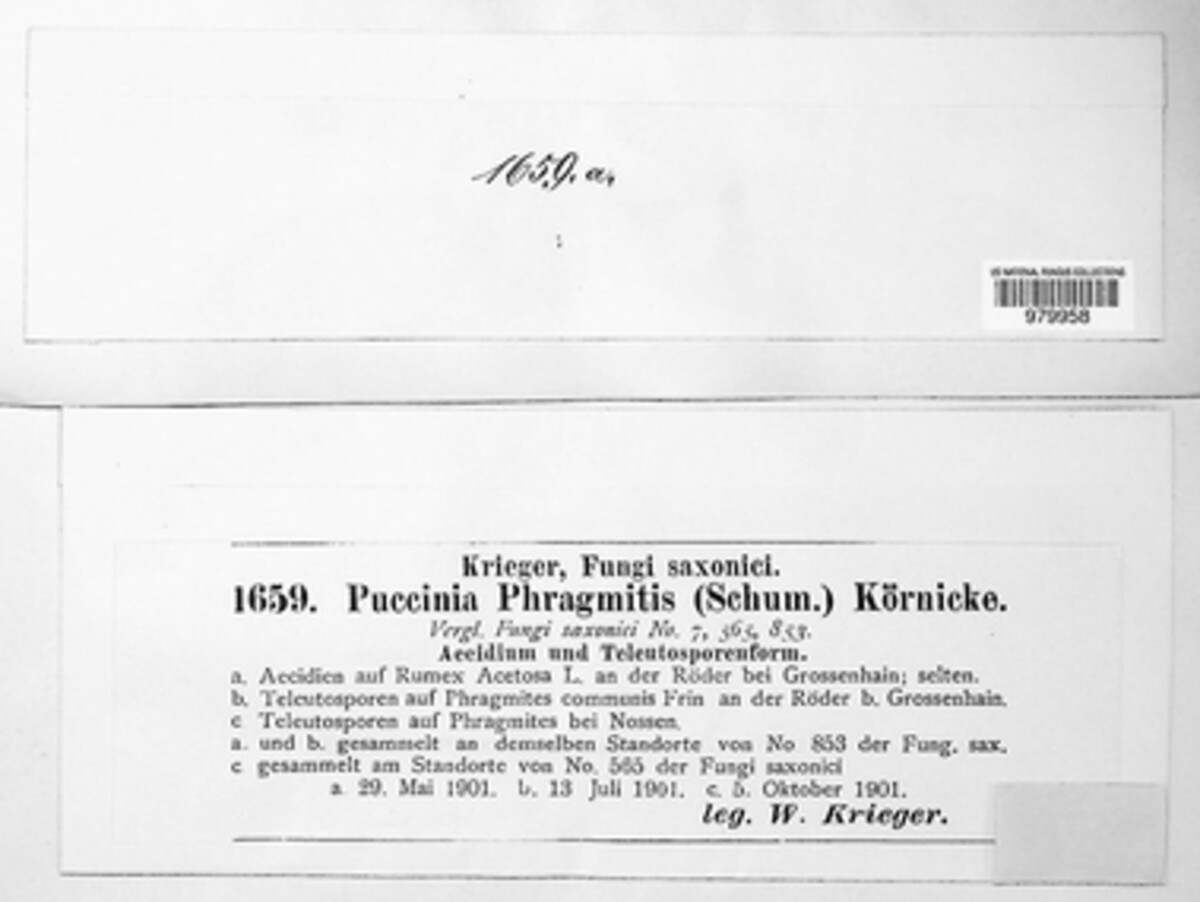 1659. a.
US NATIONAL FUNGUS COLLECTIONS
979958
Krieger, Fungi saxonici.
1659. Puccinia Phragmitis (Schum.) Körnicke.
Vergl. Fungi saxonici No. 7, 565, 853.
Aecidium und Teleutosporenform.
a. Aecidien auf Rumex Acetosa L. an der Röder bei Grossenhain; selten.
b. Teleutosporen auf Phragmites communis Frin an der Röder b. Grossenhain.
c Teleutosporen auf Phragmites bei Nossen.
a. und b. gesammelt an demselben Standorte von No 853 der Fung. sax.
c gesammelt am Standorte von No. 565 der Fungi saxonici
a 29. Mai 1901. b. 13 Juli 1901. c. 5. Oktober 1901.
leg. W. Krieger.